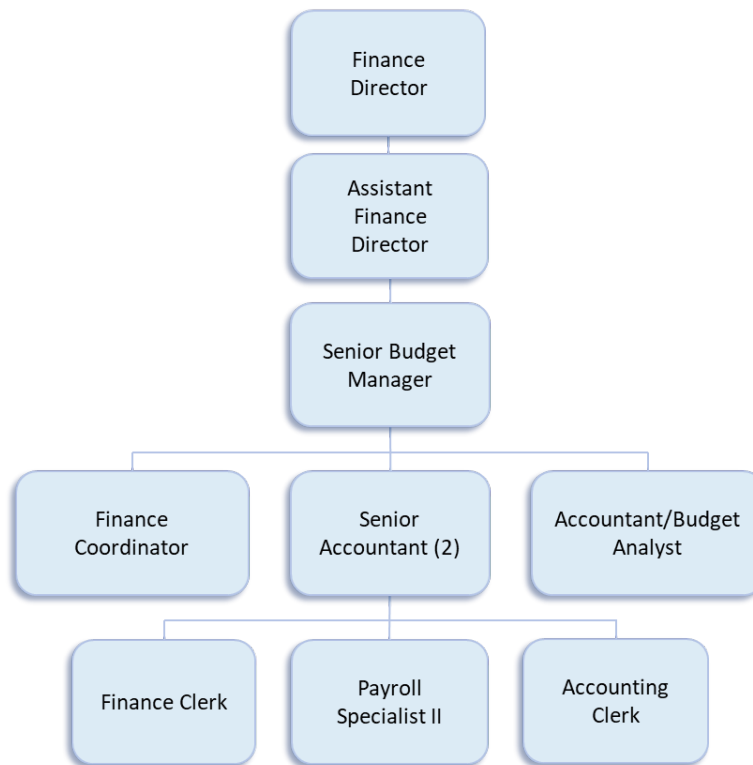 Finance
Director
Assistant
Finance
Director
Senior Budget
Manager
Finance
Coordinator
Senior
Accountant (2)
Accountant/Budget
Analyst
Finance Clerk
Payroll
Specialist II
Accounting
Clerk